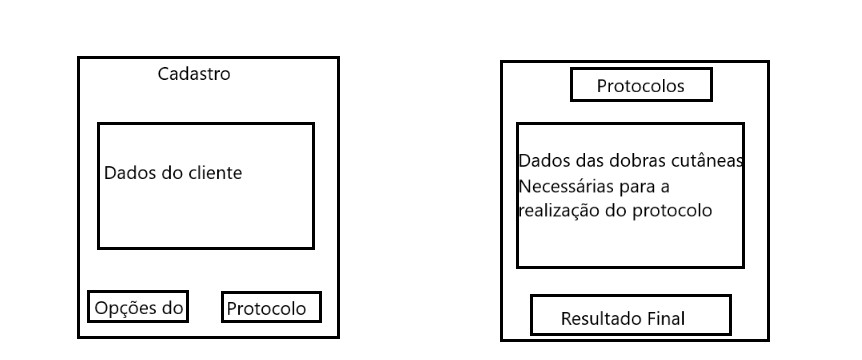 Cadastro
Dados do cliente
Opções do
Protocolo
Protocolos
Dados das dobras cutâneas
Necessárias para a
realização do protocolo
Resultado Final